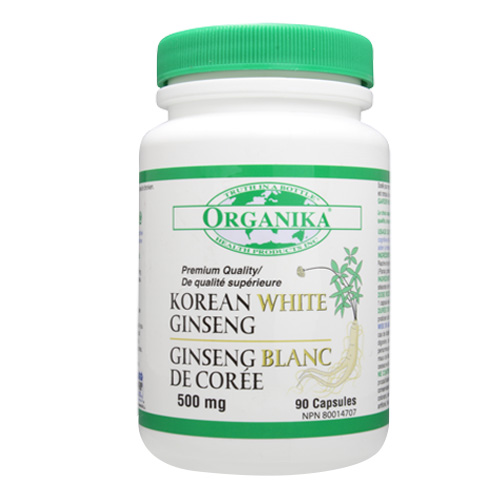 TRUTH IN A BOTTLE
ORGANIKA®
HEALTH PRODUCTS INC.
Premium Quality/
De qualité supérieure
KOREAN WHITE
GINSENG
GINSENG BLANC
DE CORÉE
500 mg
90 Capsules
NPN 80014707